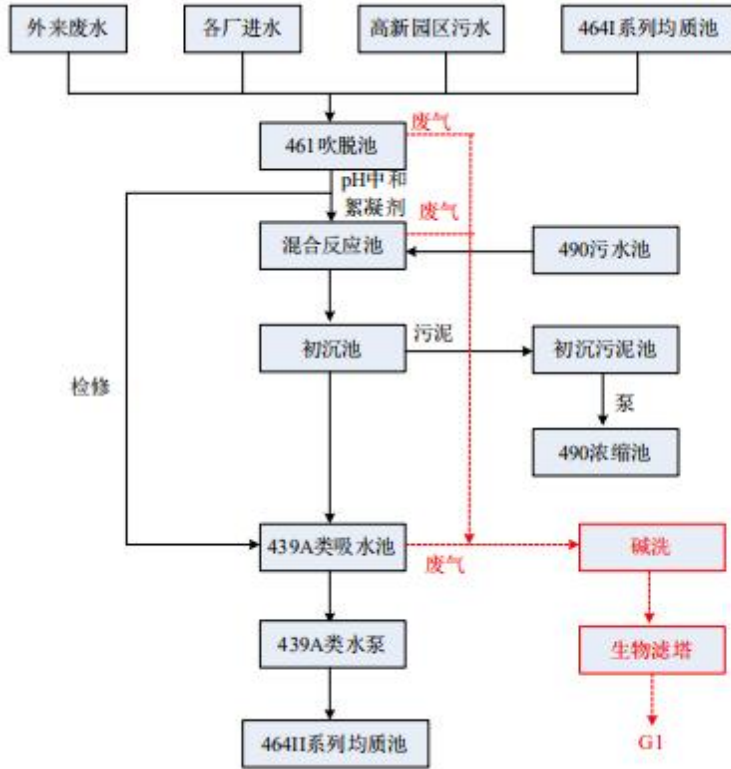 外来废水
各厂进水
高新园区污水
464I系列均质池
废气
461吹脱池
pH中和
絮凝剂
废气
混合反应池
490污水池
初沉池
污泥
初沉污泥池
检修
泵
490浓缩池
439A类吸水池
废气
碱洗
439A类水泵
生物滤塔
464II系列均质池
G1